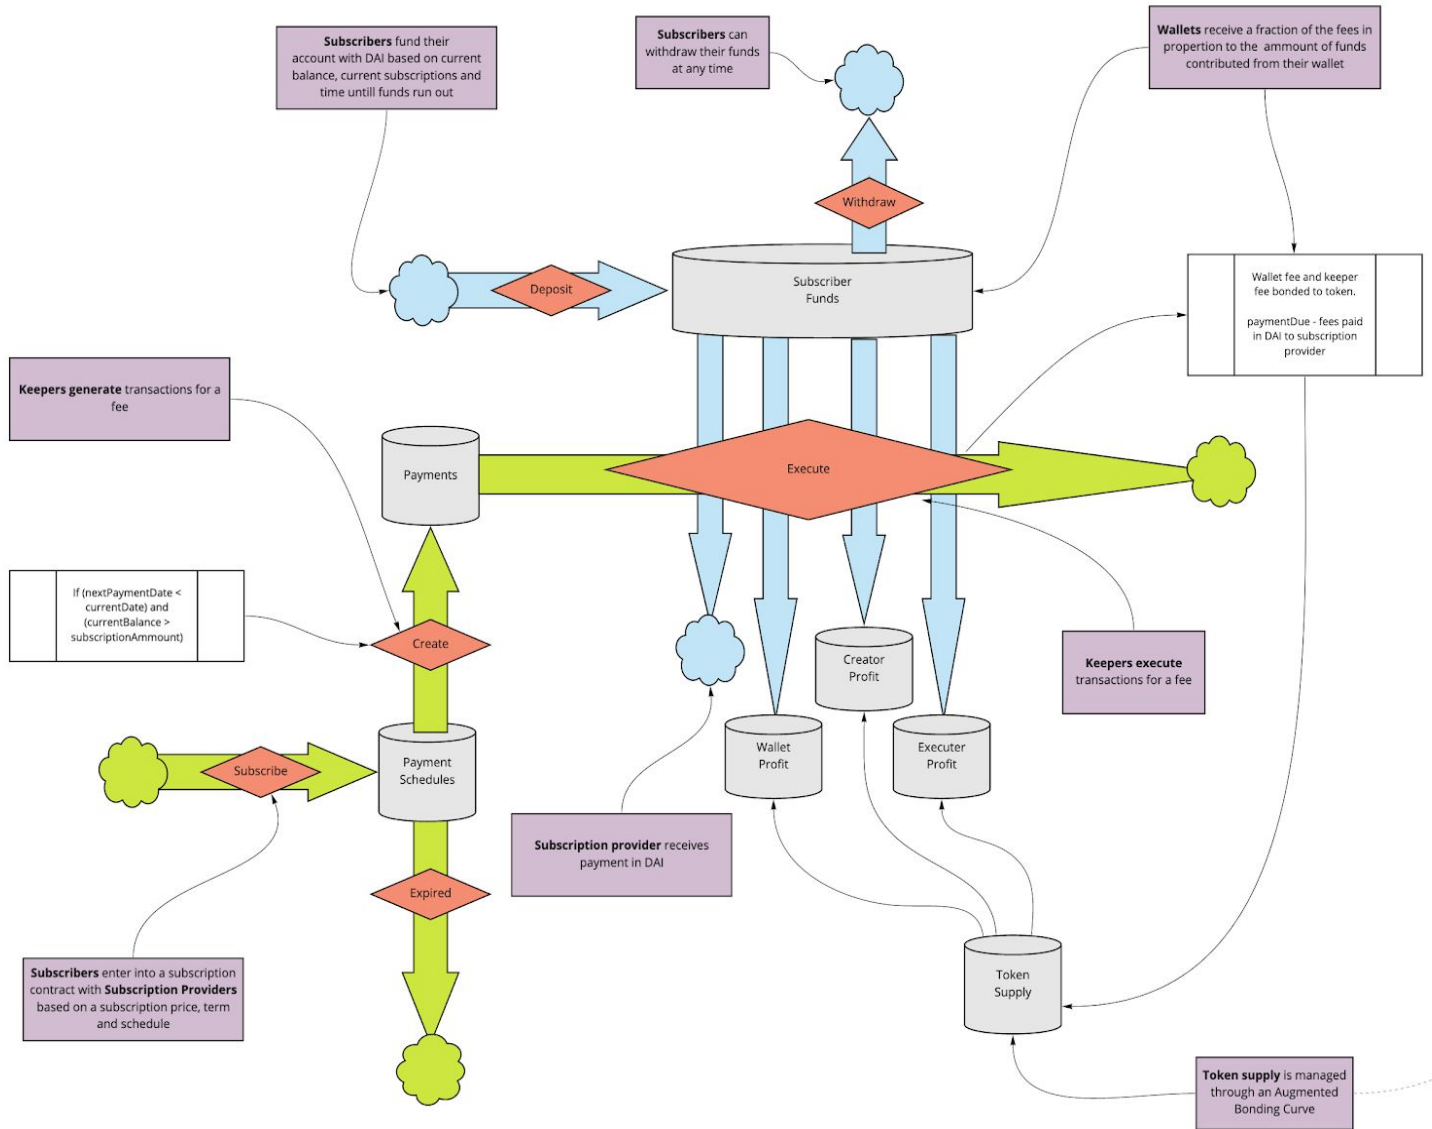 Subscribers fund their
account with DAI based on current
balance, current subscriptions and
time untill funds run out
Subscribers can
withdraw their funds
at any time
Wallets receive a fraction of the fees in
propertion to the ammount of funds
contributed from their wallet
Withdraw
Deposit
Subscriber
Funds
Wallet fee and keeper
fee bonded to token.
paymentDue - fees paid
in DAI to subscription
provider
Keepers generate transactions for a
fee
Payments
Execute
If (nextPaymentDate <
currentDate) and
(currentBalance >
subscriptionAmmount)
Create
Creator
Profit
Keepers execute
transactions for a fee
Subscribe
Payment
Schedules
Wallet
Profit
Executer
Profit
Subscription provider receives
payment in DAI
Expired
Subscribers enter into a subscription
contract with Subscription Providers
based on a subscription price, term
and schedule
Token
Supply
Token supply is managed
through an Augmented
Bonding Curve